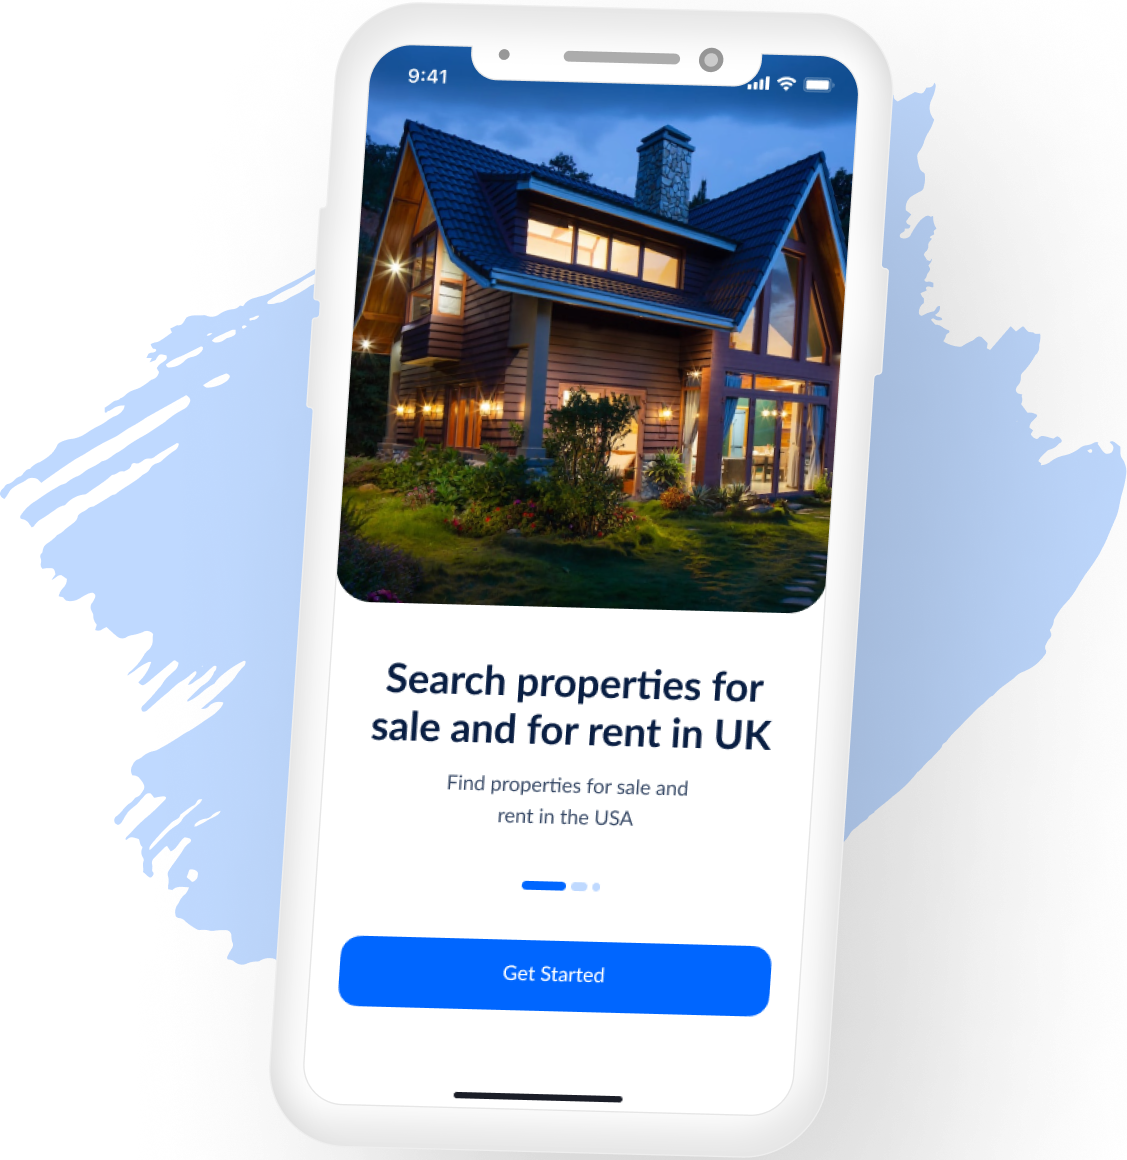 9:41
Search properties for
sale and for rent in UK
Find properties for sale and
rent in the USA
Get Started